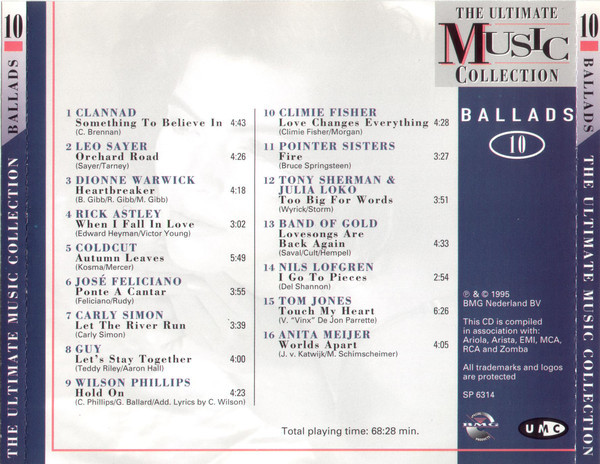 10 BALLADS THE ULTIMATE MUSIC COLLECTION
THE ULTIMATE
MUSIC
COLLECTION
BALLADS
10
1 CLANNAD
Something To Believe In 4:43
(C. Brennan)
2 LEO SAYER
Orchard Road 4:26
(Sayer/Tarney)
3 DIONNE WARWICK
Heartbreaker 4:18
(B. Gibb/R. Gibb/M. Gibb)
4 RICK ASTLEY
When I Fall In Love 3:02
(Edward Heyman/Victor Young)
5 COLDCUT
Autumn Leaves 5:49
(Kosma/Mercer)
6 JOSÉ FELICIANO
Ponte A Cantar 3:55
(Feliciano/Rudy)
7 CARLY SIMON
Let The River Run 3:39
(Carly Simon)
8 GUY
Let's Stay Together 4:00
(Teddy Riley/Aaron Hall)
9 WILSON PHILLIPS
Hold On 4:23
(C. Phillips/G. Ballard/Add. Lyrics by C. Wilson)
10 CLIMIE FISHER
Love Changes Everything 4:28
(Climie Fisher/Morgan)
11 POINTER SISTERS
Fire 3:27
(Bruce Springsteen)
12 TONY SHERMAN &
JULIA LOKO
Too Big For Words 3:51
(Wyrick/Storm)
13 BAND OF GOLD
Lovesongs Are
Back Again 4:33
(Saval/Cult/Hempel)
14 NILS LOFGREN
I Go To Pieces 2:54
(Del Shannon)
15 TOM JONES
Touch My Heart 6:26
(V. "Vinx" De Jon Parrette)
16 ANITA MEIJER
Worlds Apart 4:05
(J. v. Katwijk/M. Schimscheimer)
Total playing time: 68:28 min.
℗ & © 1995
BMG Nederland BV
This CD is compiled
in association with:
Ariola, Arista, EMI, MCA,
RCA and Zomba
All trademarks and logos
are protected
SP 6314
BMG
UMC
10 BALLADS THE ULTIMATE MUSIC COLLECTION